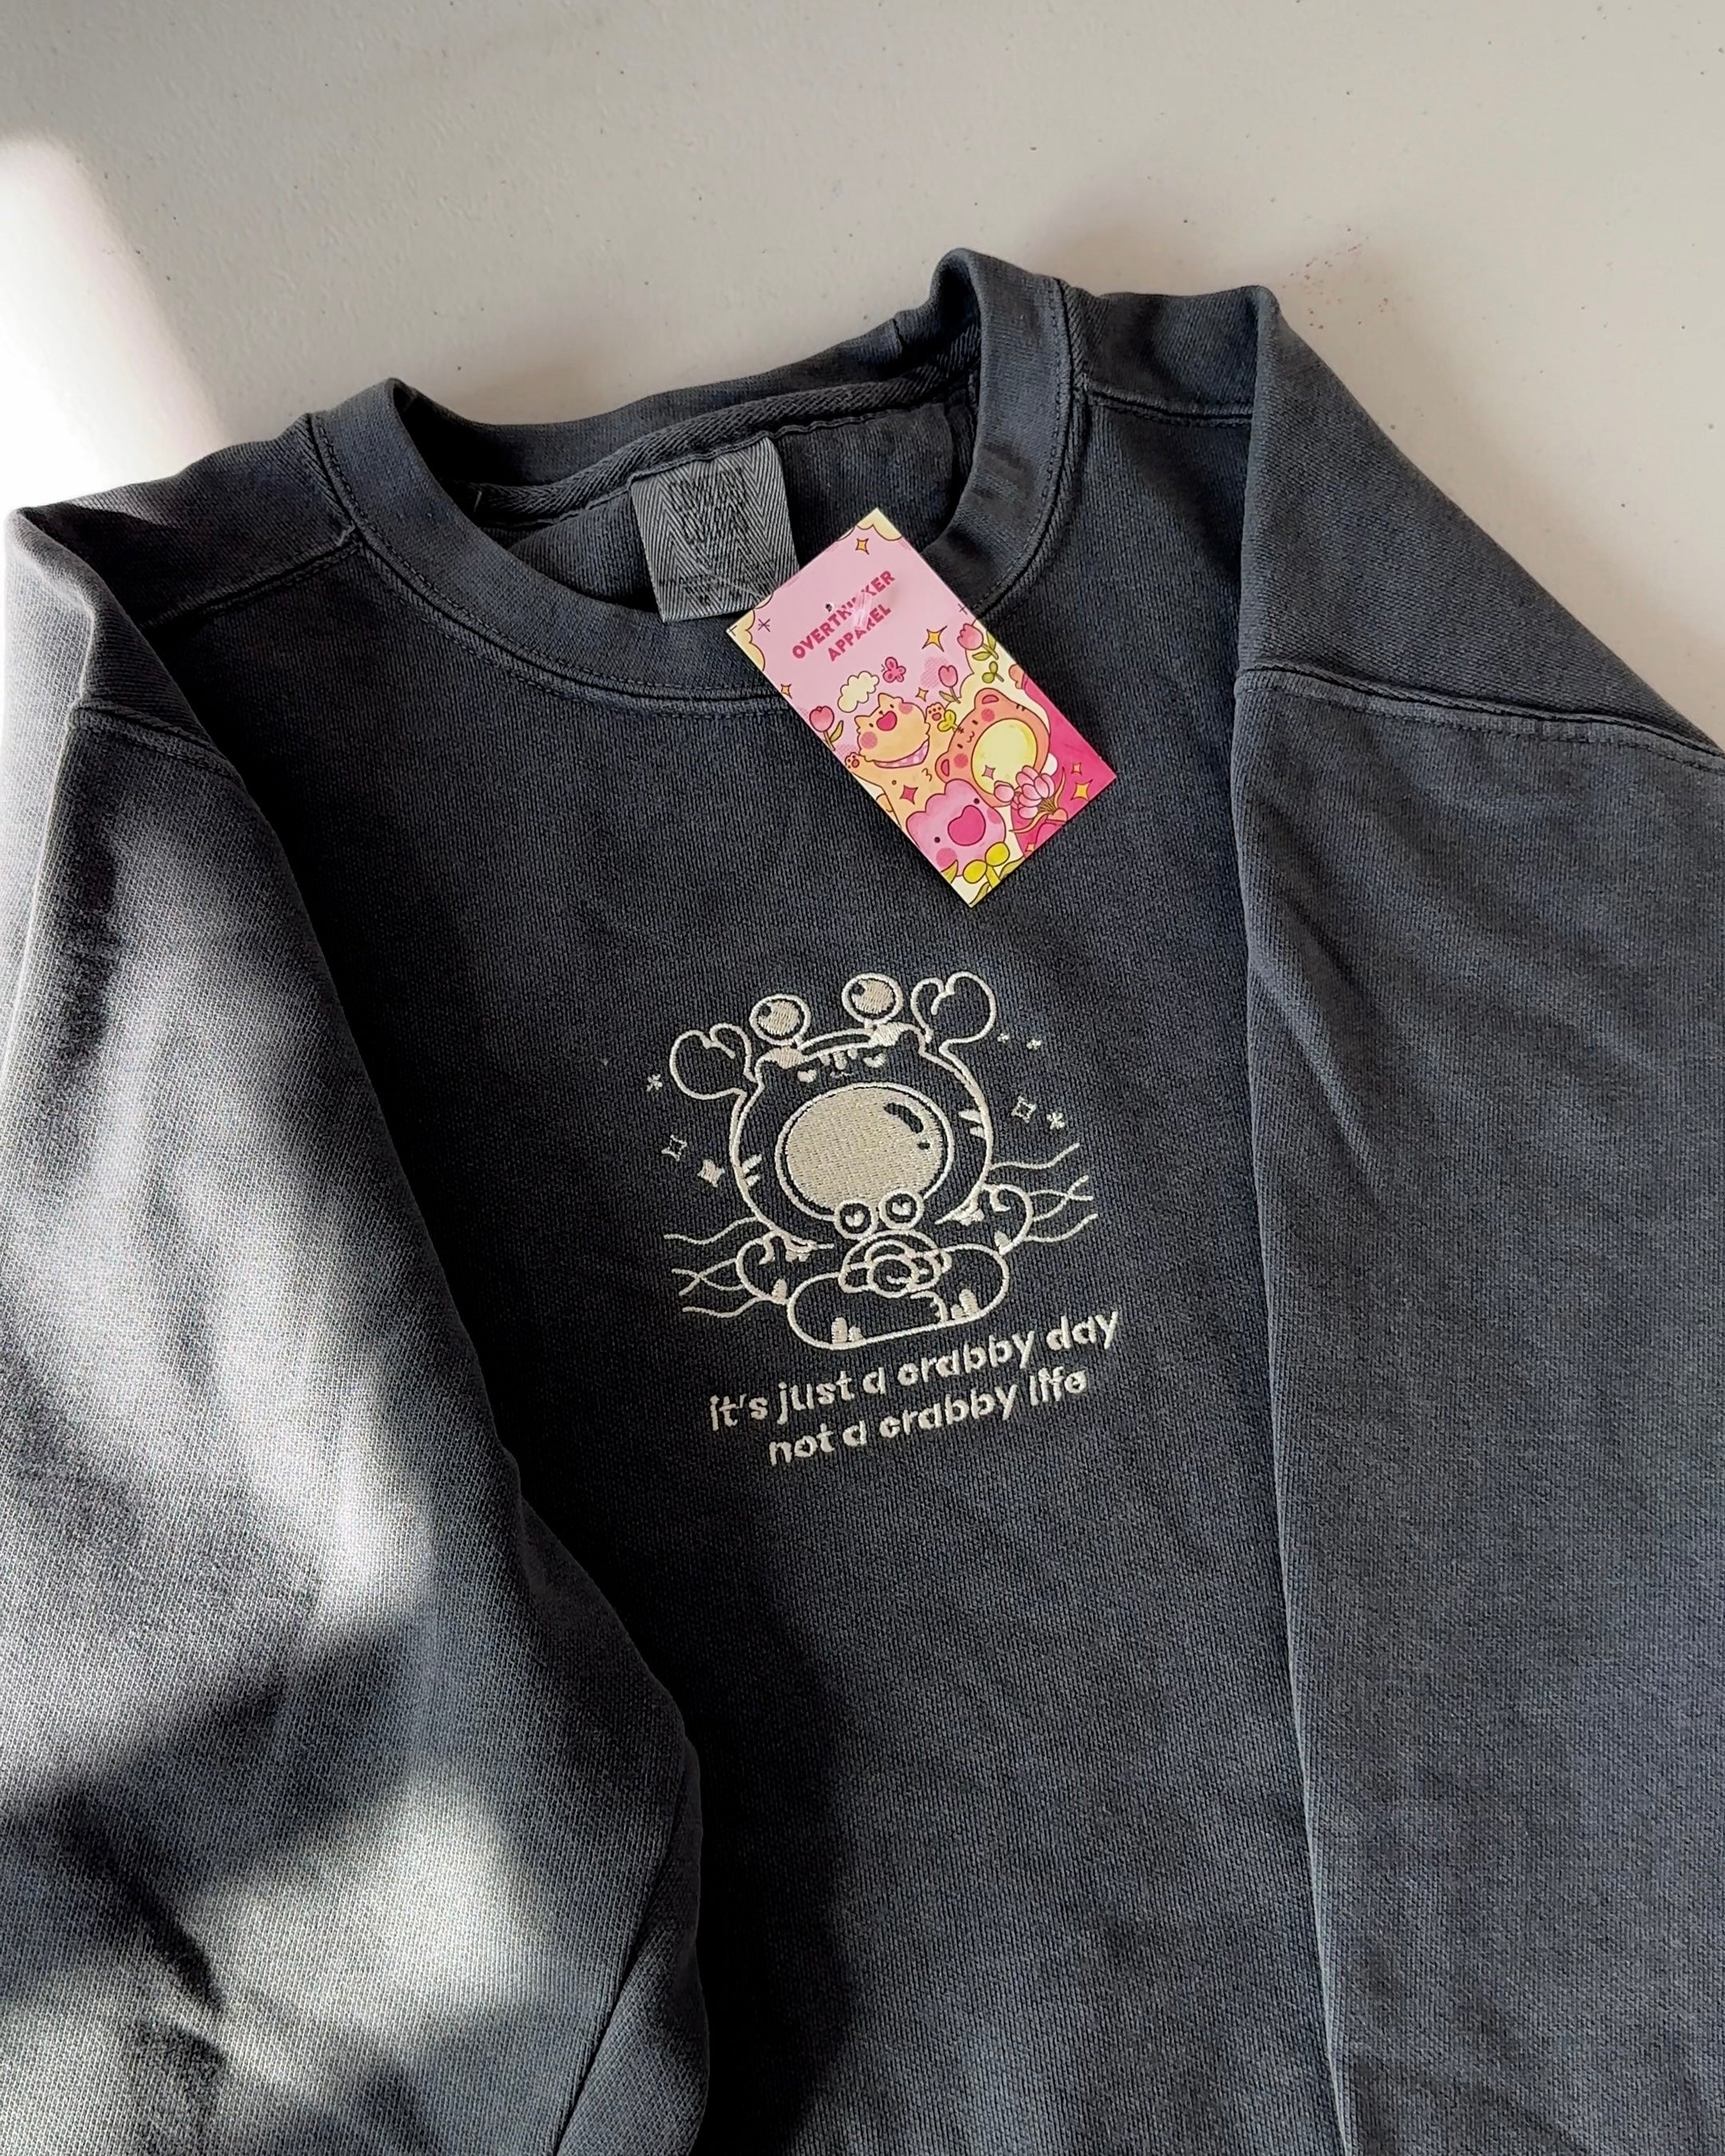 OVERTHINKER
APPAREL
it's just a crabby day
not a crabby life